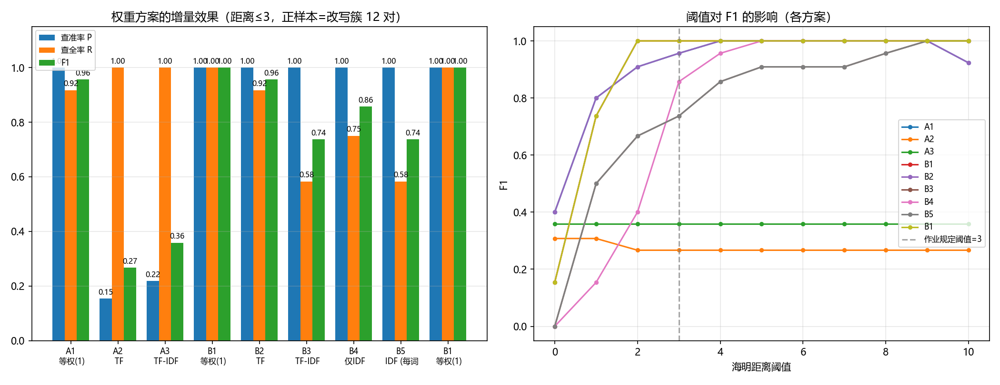 权重方案的增量效果（距离≤3，正样本=改写簇 12 对）
查准率 P
查全率 R
F1
1.0
0.8
0.6
0.4
0.2
0.0
0.92 0.96
0.15 1.00 0.27
0.22 1.00 0.36
1.00 1.00 1.00
1.00 0.92 0.96
1.00 0.58 0.74
1.00 0.75 0.86
1.00 0.58 0.74
1.00 1.00 1.00
A1 A2 A3 B1 B2 B3 B4 B5 B1
等权(1) TF TF-IDF 等权(1) TF TF-IDF 仅IDF IDF (每词 等权(1)
阈值对 F1 的影响（各方案）
F1
1.0
0.8
0.6
0.4
0.2
0.0
A1
A2
A3
B1
B2
B3
B4
B5
B1
作业规定阈值=3
0 2 4 6 8 10
海明距离阈值